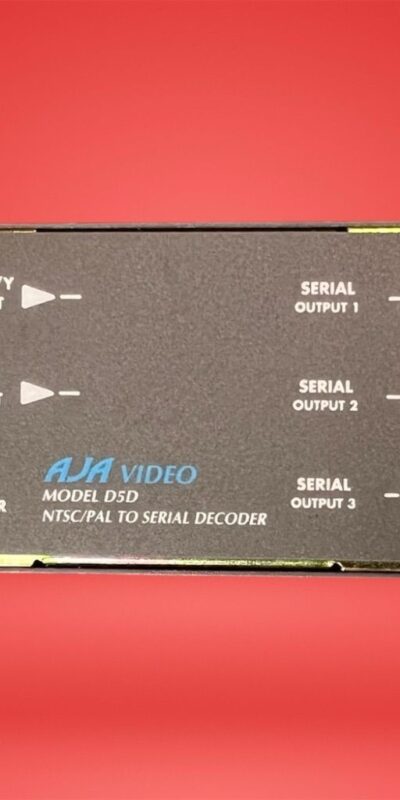 SERIAL
OUTPUT 1
SERIAL
OUTPUT 2
AJA VIDEO
MODEL D5D
NTSC/PAL TO SERIAL DECODER
SERIAL
OUTPUT 3